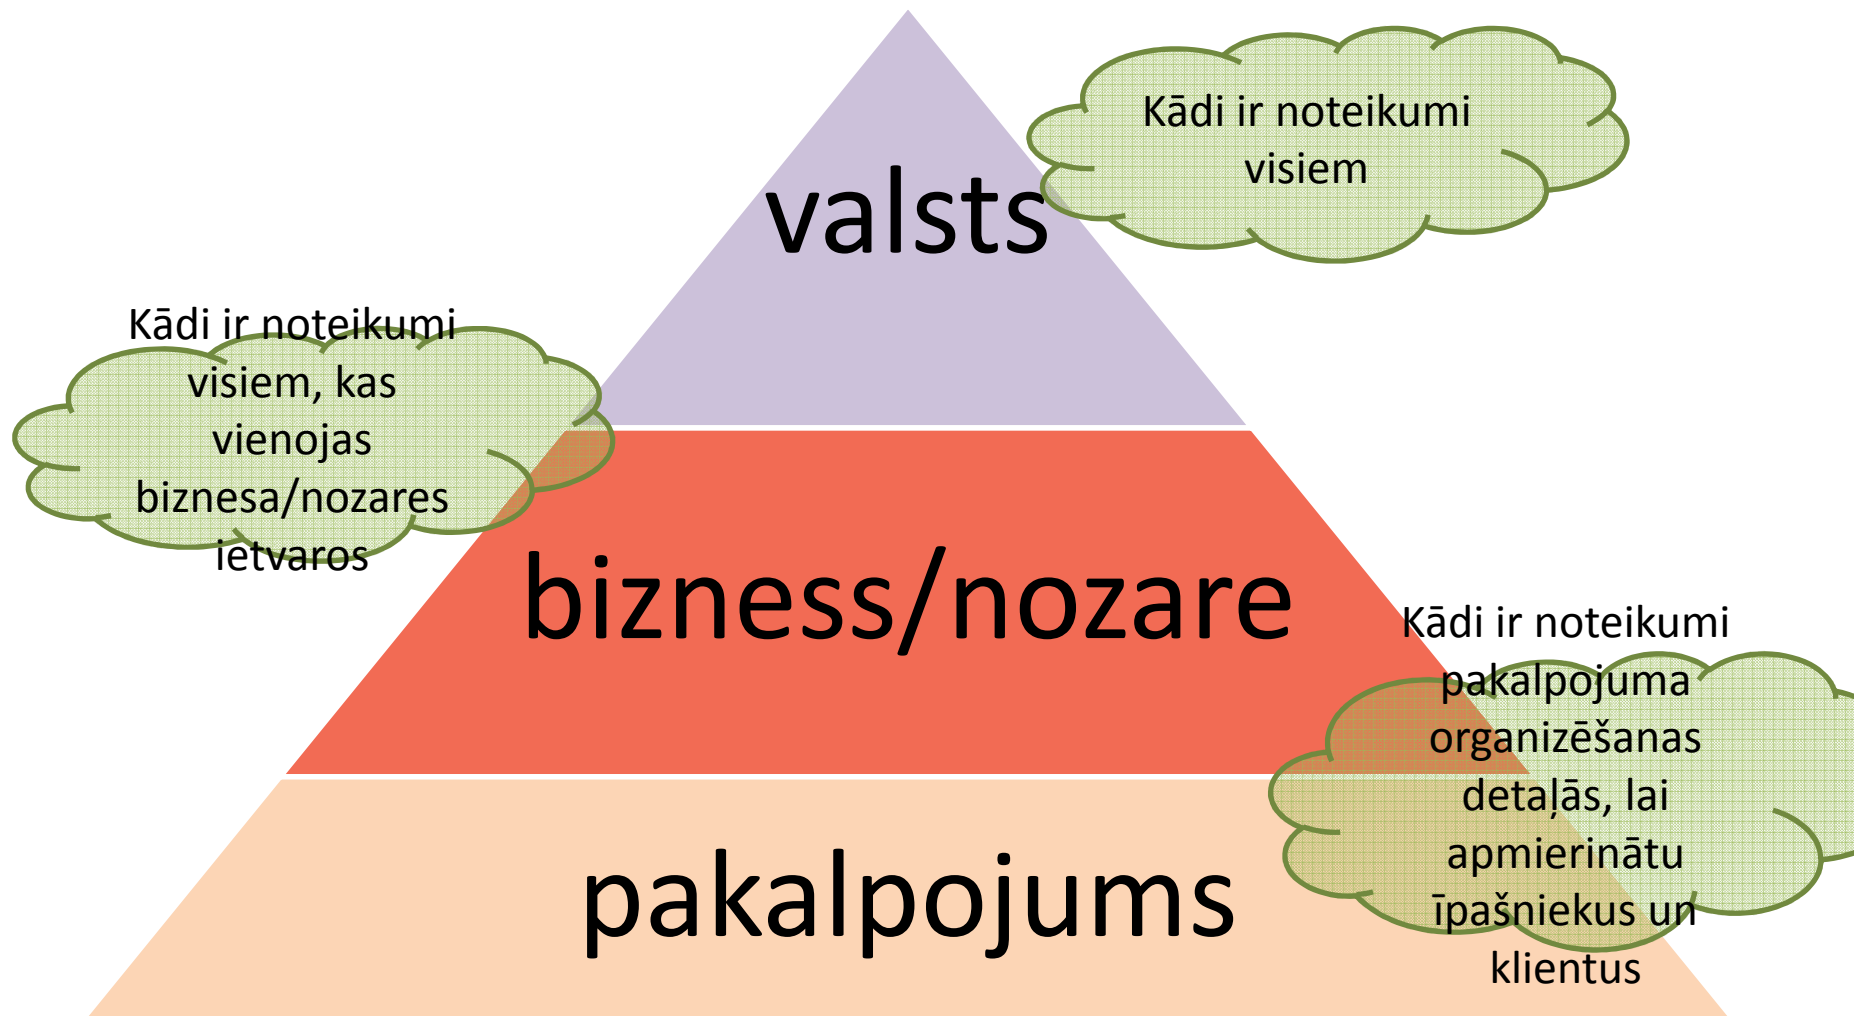 Kādi ir noteikumi
visiem
valsts
Kādi ir noteikumi
visiem, kas
vienojas
biznesa/nozares
ietvaros
bizness/nozare
Kādi ir noteikumi
pakalpojuma
organizēšanas
detaļās, lai
apmierinātu
īpašniekus un
klientus
pakalpojums